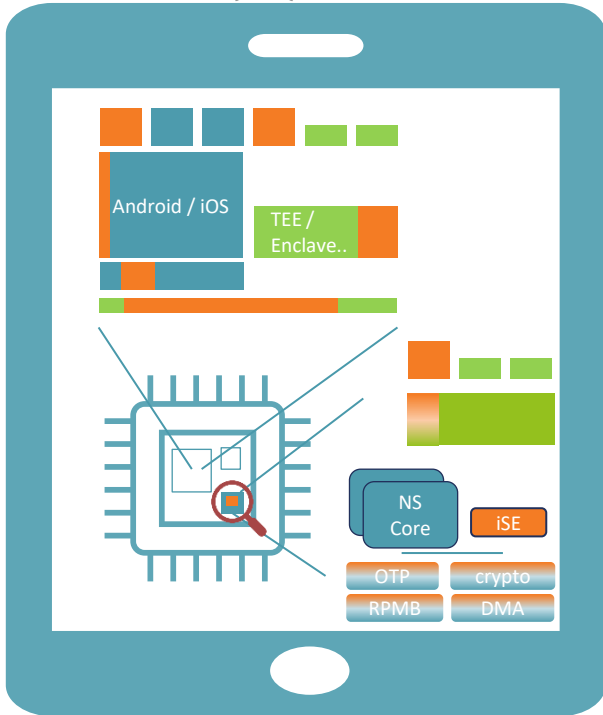 Android / iOS
TEE /
Enclave..
NS
Core
iSE
OTP
crypto
RPMB
DMA